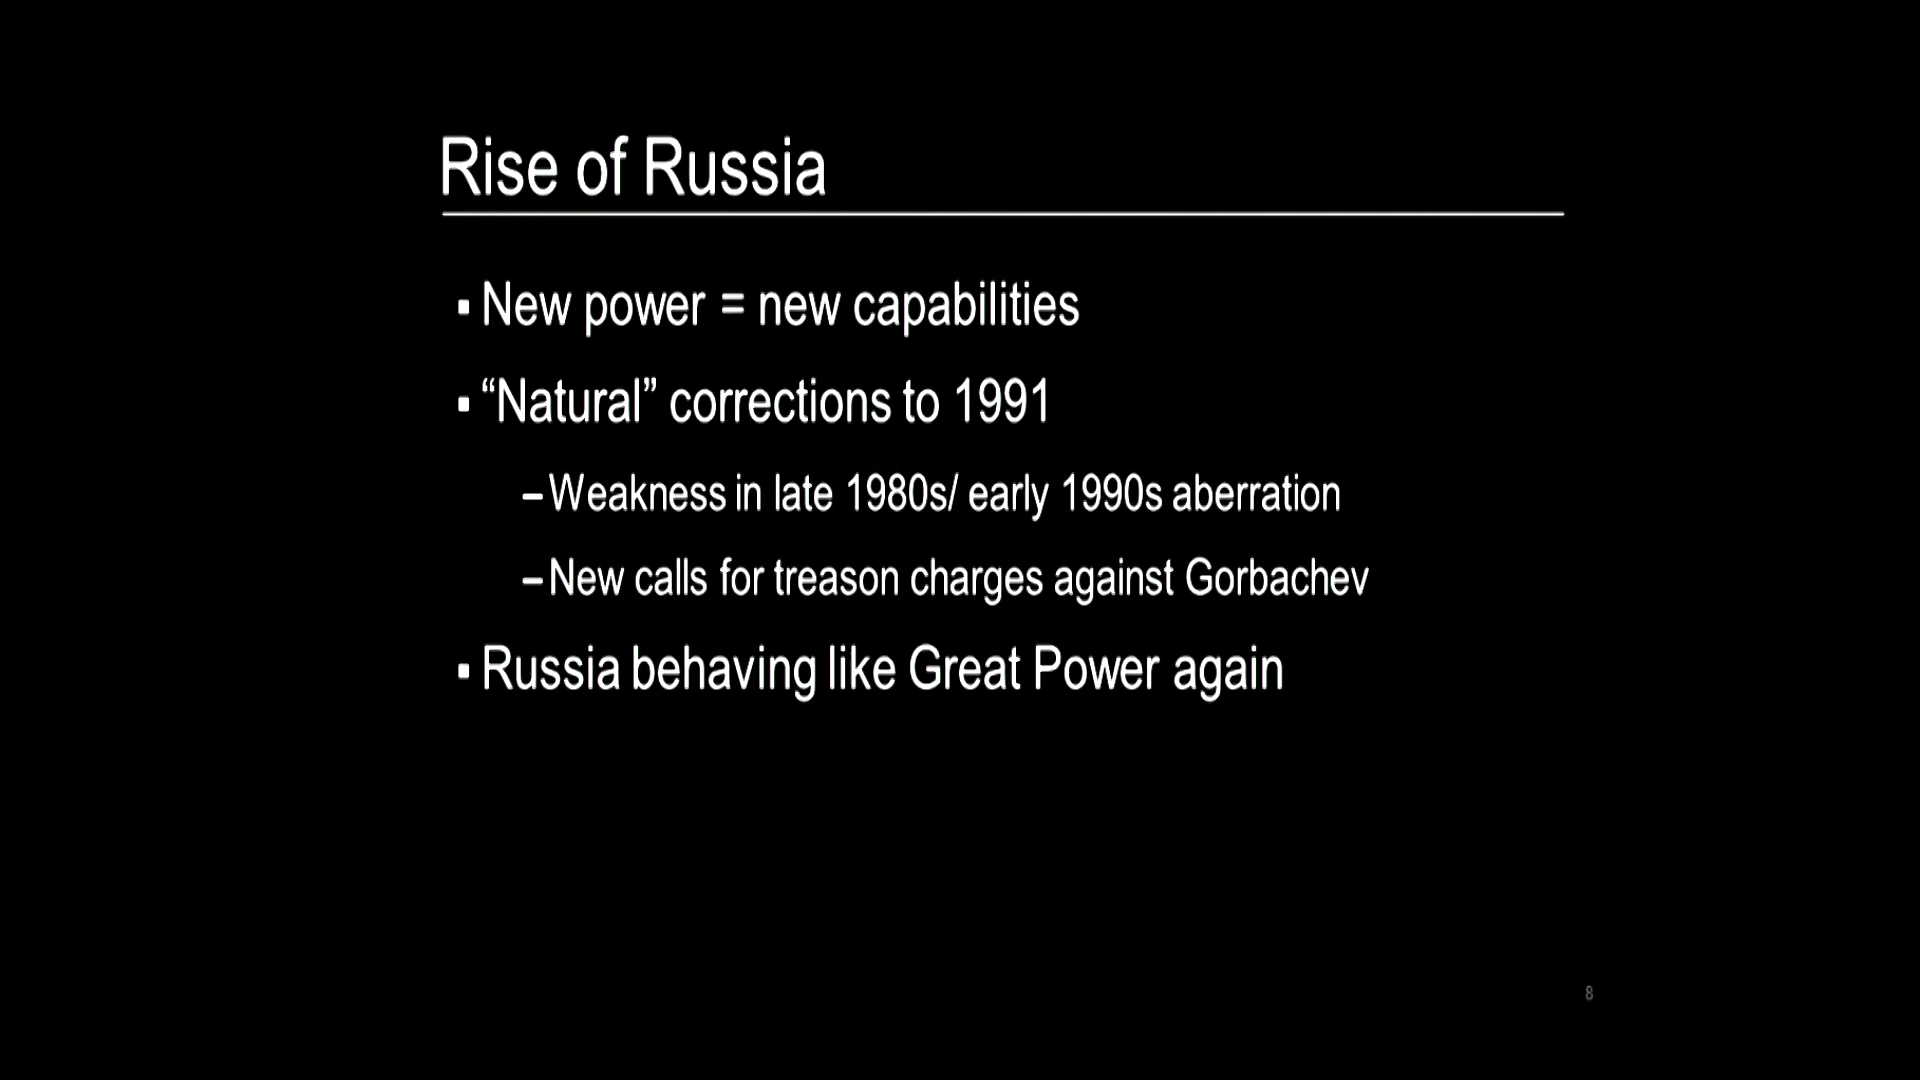 Rise of Russia
▪ New power = new capabilities
▪ “Natural” corrections to 1991
– Weakness in late 1980s/ early 1990s aberration
– New calls for treason charges against Gorbachev
▪ Russia behaving like Great Power again
8